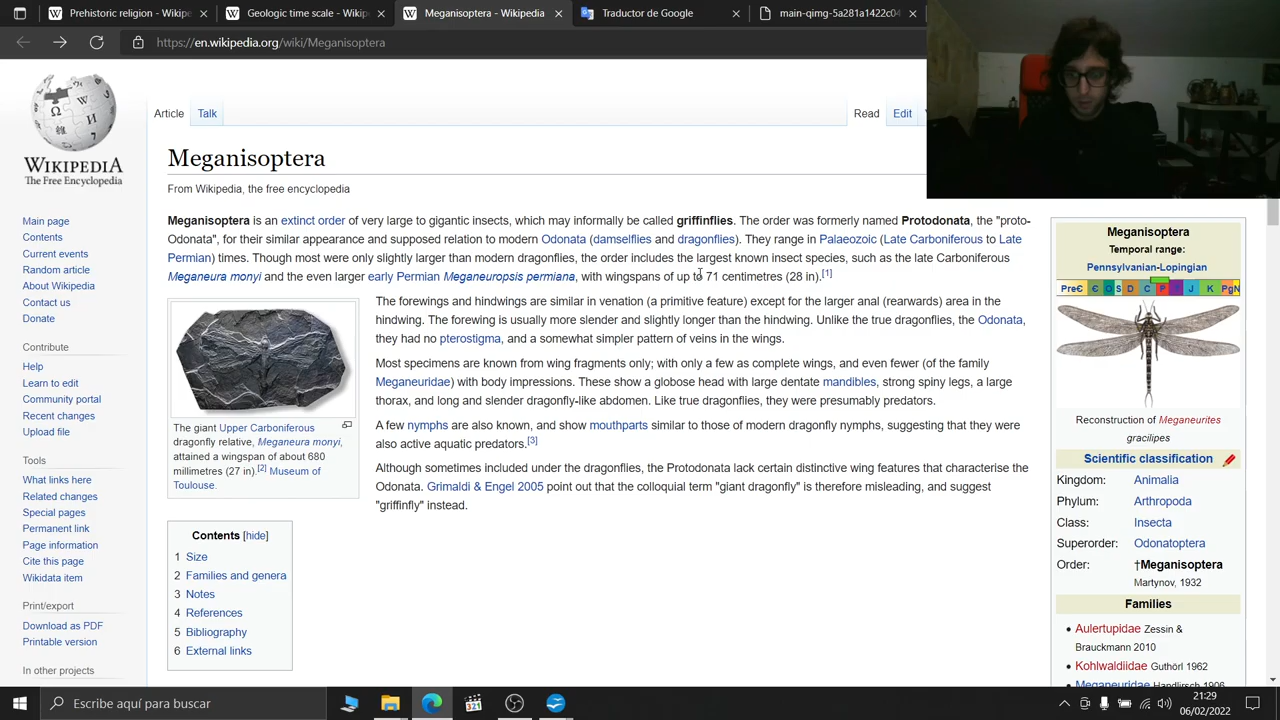 Prehistoric religion - Wikipedia
Geologic time scale - Wikipedia
Meganisoptera - Wikipedia
Traductor de Google
main-qimg-5a281a1422c04
https://en.wikipedia.org/wiki/Meganisoptera
WIKIPEDIA
The Free Encyclopedia
Main page
Contents
Current events
Random article
About Wikipedia
Contact us
Donate
Contribute
Help
Learn to edit
Community portal
Recent changes
Upload file
Tools
What links here
Related changes
Special pages
Permanent link
Page information
Cite this page
Wikidata item
Print/export
Download as PDF
Printable version
In other projects
Article Talk
Read Edit
Meganisoptera
From Wikipedia, the free encyclopedia
Meganisoptera is an extinct order of very large to gigantic insects, which may informally be called griffinflies. The order was formerly named Protodonata, the "proto-
Odonata", for their similar appearance and supposed relation to modern Odonata (damselflies and dragonflies). They range in Palaeozoic (Late Carboniferous to Late
Permian) times. Though most were only slightly larger than modern dragonflies, the order includes the largest known insect species, such as the late Carboniferous
Meganeura monyi and the even larger early Permian Meganeuropsis permiana, with wingspans of up to 71 centimetres (28 in).[1]
The giant Upper Carboniferous
dragonfly relative, Meganeura monyi,
attained a wingspan of about 680
millimetres (27 in).[2] Museum of
Toulouse.
The forewings and hindwings are similar in venation (a primitive feature) except for the larger anal (rearwards) area in the
hindwing. The forewing is usually more slender and slightly longer than the hindwing. Unlike the true dragonflies, the Odonata,
they had no pterostigma, and a somewhat simpler pattern of veins in the wings.
Most specimens are known from wing fragments only; with only a few as complete wings, and even fewer (of the family
Meganeuridae) with body impressions. These show a globose head with large dentate mandibles, strong spiny legs, a large
thorax, and long and slender dragonfly-like abdomen. Like true dragonflies, they were presumably predators.
A few nymphs are also known, and show mouthparts similar to those of modern dragonfly nymphs, suggesting that they were
also active aquatic predators.[3]
Although sometimes included under the dragonflies, the Protodonata lack certain distinctive wing features that characterise the
Odonata. Grimaldi & Engel 2005 point out that the colloquial term "giant dragonfly" is therefore misleading, and suggest
"griffinfly" instead.
Contents [hide]
1 Size
2 Families and genera
3 Notes
4 References
5 Bibliography
6 External links
Meganisoptera
Temporal range:
Pennsylvanian-Lopingian
PreЄ Є O S D C P T J K PgN
Reconstruction of Meganeurites
gracilipes
Scientific classification
Kingdom: Animalia
Phylum: Arthropoda
Class: Insecta
Superorder: Odonatoptera
Order: †Meganisoptera
Martynov, 1932
Families
• Aulertupidae Zessin &
Brauckmann 2010
• Kohlwaldiidae Guthörl 1962
• Meganeuridae Handlirsch 1906
Escribe aquí para buscar
321
21:29
06/02/2022